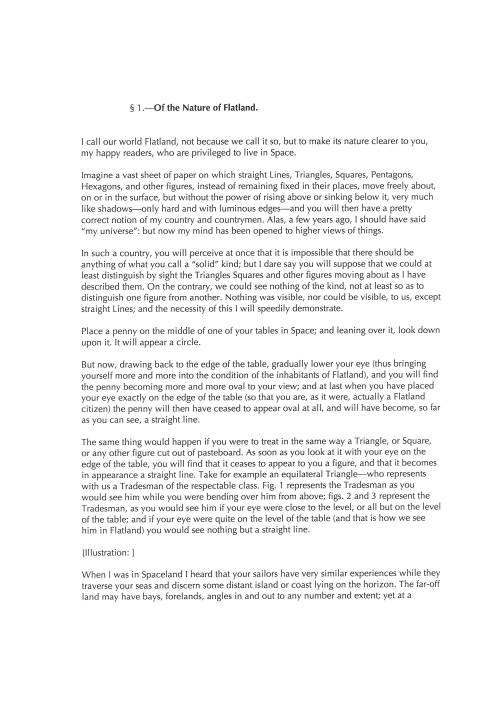 § 1.—Of the Nature of Flatland.
I call our world Flatland, not because we call it so, but to make its nature clearer to you,
my happy readers, who are privileged to live in Space.
Imagine a vast sheet of paper on which straight Lines, Triangles, Squares, Pentagons,
Hexagons, and other figures, instead of remaining fixed in their places, move freely about,
on or in the surface, but without the power of rising above or sinking below it, very much
like shadows—only hard and with luminous edges—and you will then have a pretty
correct notion of my country and countrymen. Alas, a few years ago, I should have said
“my universe”: but now my mind has been opened to higher views of things.
In such a country, you will perceive at once that it is impossible that there should be
anything of what you call a “solid” kind; but I dare say you will suppose that we could at
least distinguish by sight the Triangles Squares and other figures moving about as I have
described them. On the contrary, we could see nothing of the kind, not at least so as to
distinguish one figure from another. Nothing was visible, nor could be visible, to us, except
straight Lines; and the necessity of this I will speedily demonstrate.
Place a penny on the middle of one of your tables in Space; and leaning over it, look down
upon it. It will appear a circle.
But now, drawing back to the edge of the table, gradually lower your eye (thus bringing
yourself more and more into the condition of the inhabitants of Flatland), and you will find
the penny becoming more and more oval to your view; and at last when you have placed
your eye exactly on the edge of the table (so that you are, as it were, actually a Flatland
citizen) the penny will then have ceased to appear oval at all, and will have become, so far
as you can see, a straight line.
The same thing would happen if you were to treat in the same way a Triangle, or Square,
or any other figure cut out of pasteboard. As soon as you look at it with your eye on the
edge of the table, you will find that it ceases to appear to you a figure, and that it becomes
in appearance a straight line. Take for example an equilateral Triangle—who represents
with us a Tradesman of the respectable class. Fig. 1 represents the Tradesman as you
would see him while you were bending over him from above; figs. 2 and 3 represent the
Tradesman, as you would see him if your eye were close to the level, or all but on the level
of the table; and if your eye were quite on the level of the table (and that is how we see
him in Flatland) you would see nothing but a straight line.
[Illustration: ]
When I was in Spaceland I heard that your sailors have very similar experiences while they
traverse your seas and discern some distant island or coast lying on the horizon. The far-off
land may have bays, forelands, angles in and out to any number and extent; yet at a